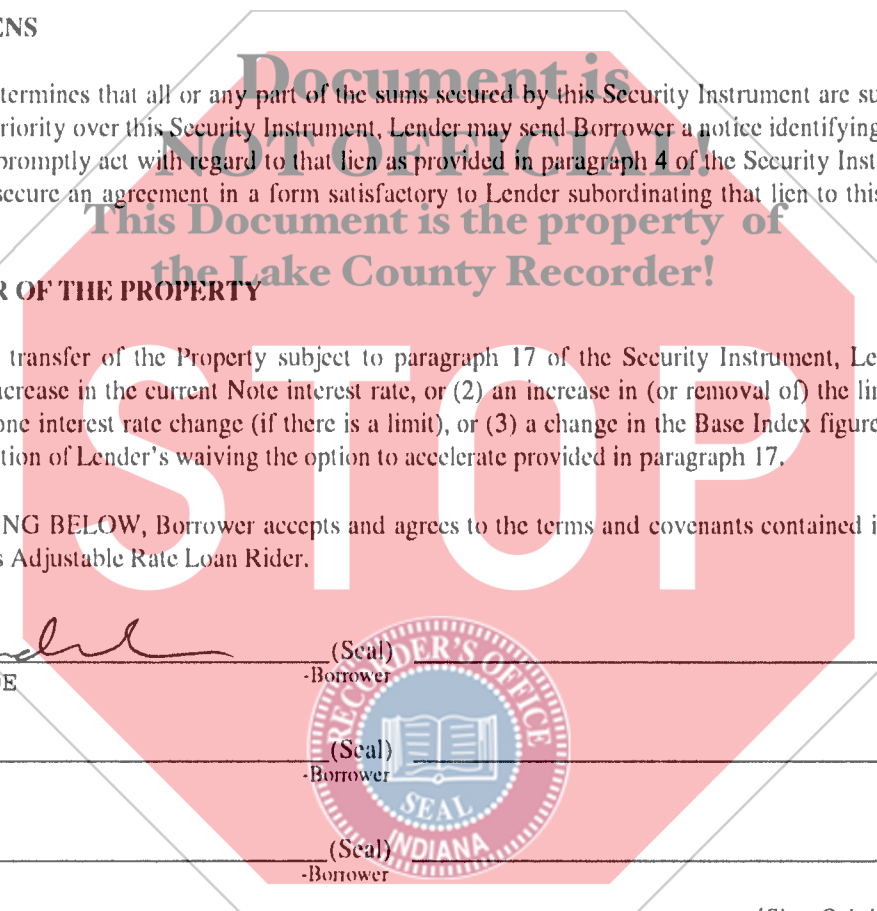 ENS
Document is
termines that all or any part of the sums secured by this Security Instrument are su
riority over this Security Instrument, Lender may send Borrower a notice identifying
NOT OFFICIAL!
promptly act with regard to that lien as provided in paragraph 4 of the Security Inst
secure an agreement in a form satisfactory to Lender subordinating that lien to this
This Document is the property of
the Lake County Recorder!
R OF THE PROPERTY
STOP
transfer of the Property subject to paragraph 17 of the Security Instrument, Le
crease in the current Note interest rate, or (2) an increase in (or removal of) the lim
one interest rate change (if there is a limit), or (3) a change in the Base Index figure
tion of Lender's waiving the option to accelerate provided in paragraph 17.
NG BELOW, Borrower accepts and agrees to the terms and covenants contained i
s Adjustable Rate Loan Rider.
(Seal)
-Borrower
(Seal)
-Borrower
(Seal)
-Borrower
RECORDER'S OFFICE
SEAL
INDIANA